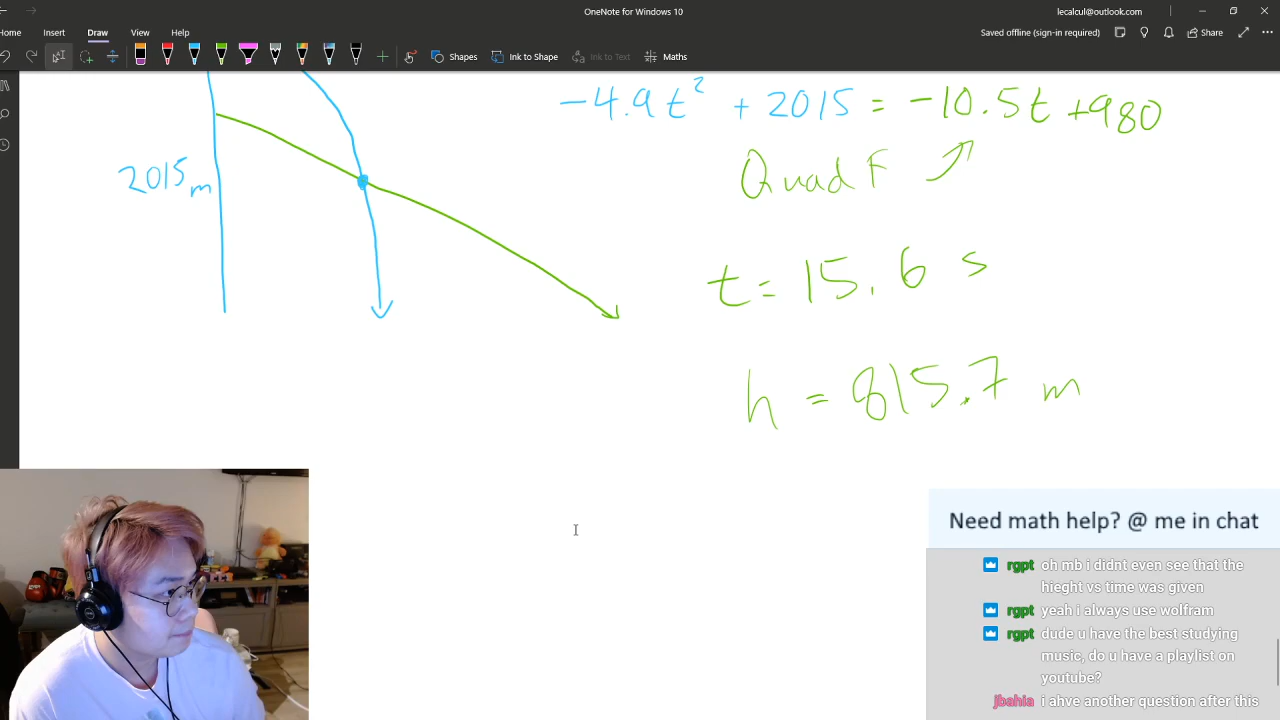 OneNote for Windows 10
lecalcul@outlook.com
Home Insert Draw View Help
Saved offline (sign-in required)
Share
Shapes
Ink to Shape
Ink to Text
Maths
-4.9t² + 2015 = -10.5t +980
Quad F
2015m
t = 15.6 s
h = 815.7 m
Need math help? @ me in chat
rgpt oh mb i didnt even see that the
hieght vs time was given
rgpt yeah i always use wolfram
rgpt dude u have the best studying
music, do u have a playlist on
youtube?
jbahia i ahve another question after this